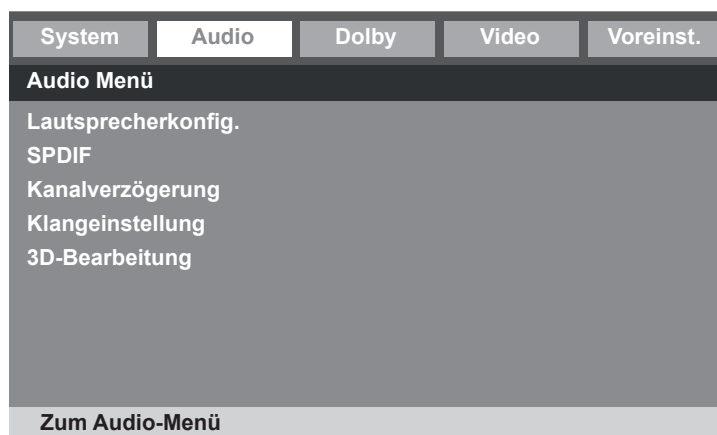 System Audio Dolby Video Voreinst.
Audio Menü
Lautsprecherkonfig.
SPDIF
Kanalverzögerung
Klangeinstellung
3D-Bearbeitung
Zum Audio-Menü